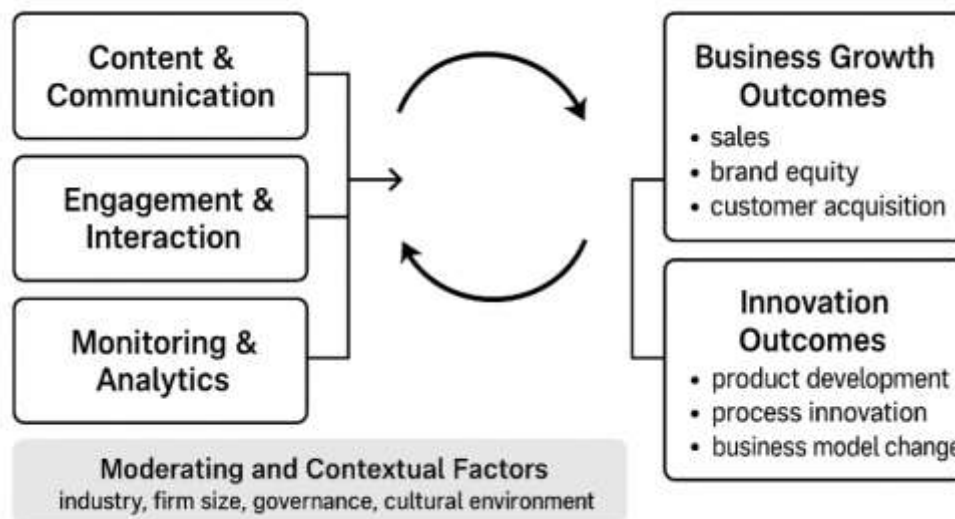 Content &
Communication
Engagement &
Interaction
Monitoring &
Analytics
Moderating and Contextual Factors
industry, firm size, governance, cultural environment
Business Growth
Outcomes
• sales
• brand equity
• customer acquisition
Innovation
Outcomes
• product development
• process innovation
• business model change